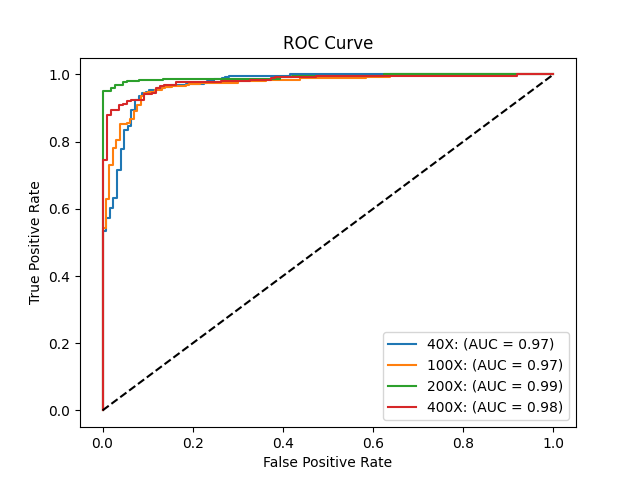 ROC Curve
True Positive Rate
1.0
0.8
0.6
0.4
0.2
0.0
40X: (AUC = 0.97)
100X: (AUC = 0.97)
200X: (AUC = 0.99)
400X: (AUC = 0.98)
0.0 0.2 0.4 0.6 0.8 1.0
False Positive Rate